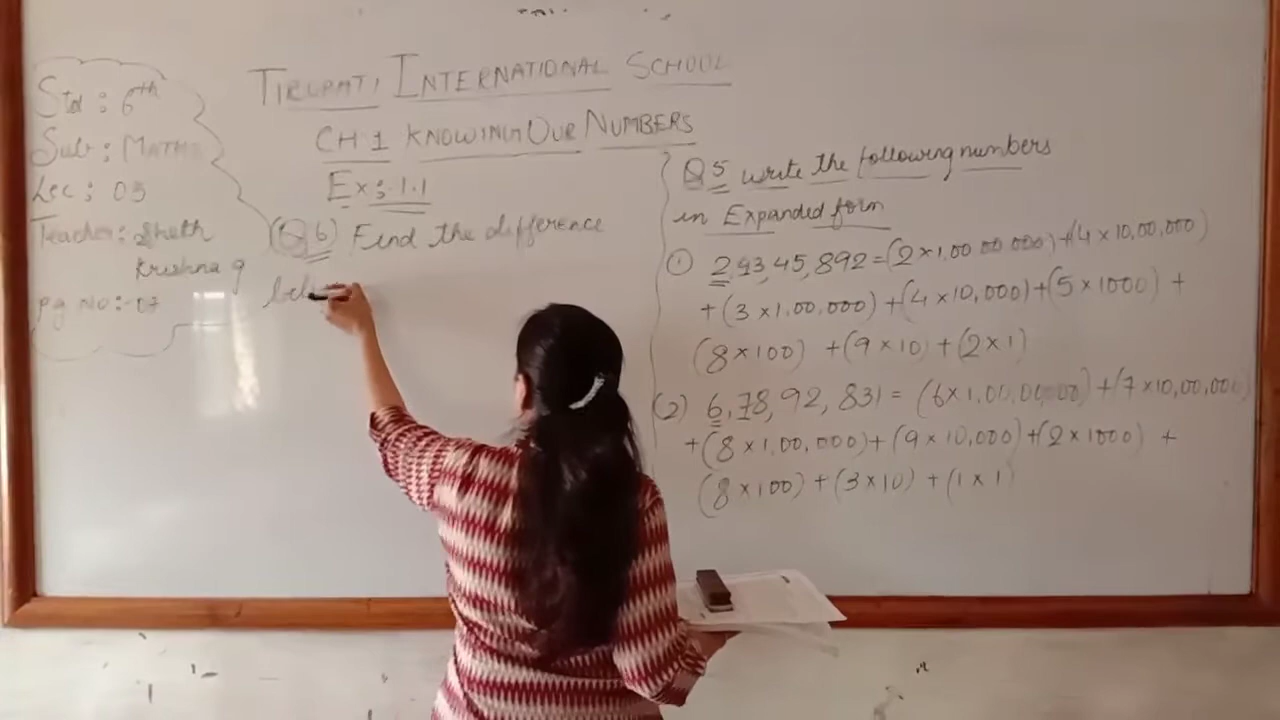 Std : 6th
Sub : MATHS
Lec : 03
Teacher : Sheth
Krishna g
Pg No :- 07
TIRUPATI INTERNATIONAL SCHOOL
CH 1 KNOWING OUR NUMBERS
Ex : 1.1
(Q6) Find the difference
Q5 write the following numbers
in Expanded form
① 2,43,45,892=(2×1,00,00,000)+(4×10,00,000)
+(3×1,00,000)+(4×10,000)+(5×1000)+
(8×100)+(9×10)+(2×1)
(2) 6,78,92,831=(6×1,00,00,000)+(7×10,00,000)
+(8×1,00,000)+(9×10,000)+(2×1000)+
(8×100)+(3×10)+(1×1)